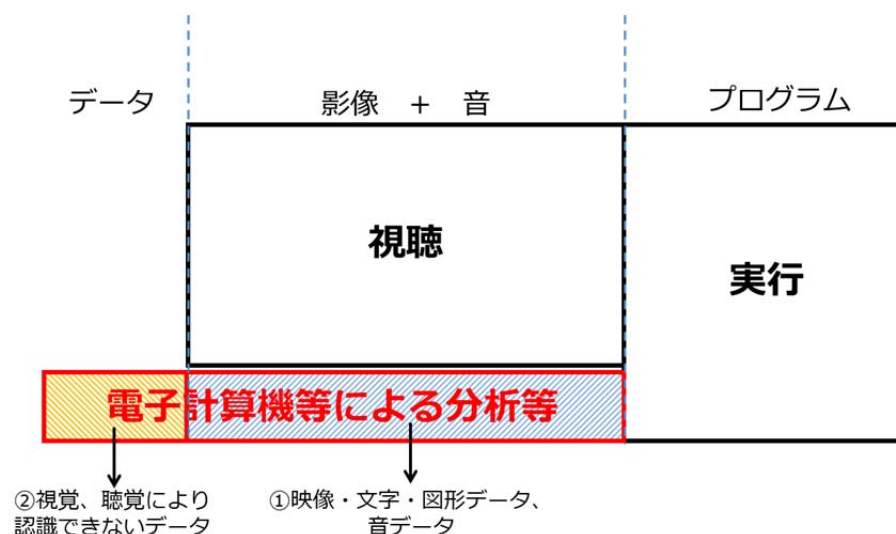 データ
影像 + 音
プログラム
視聴
実行
電子計算機等による分析等
②視覚、聴覚により
認識できないデータ
①映像・文字・図形データ、
音データ